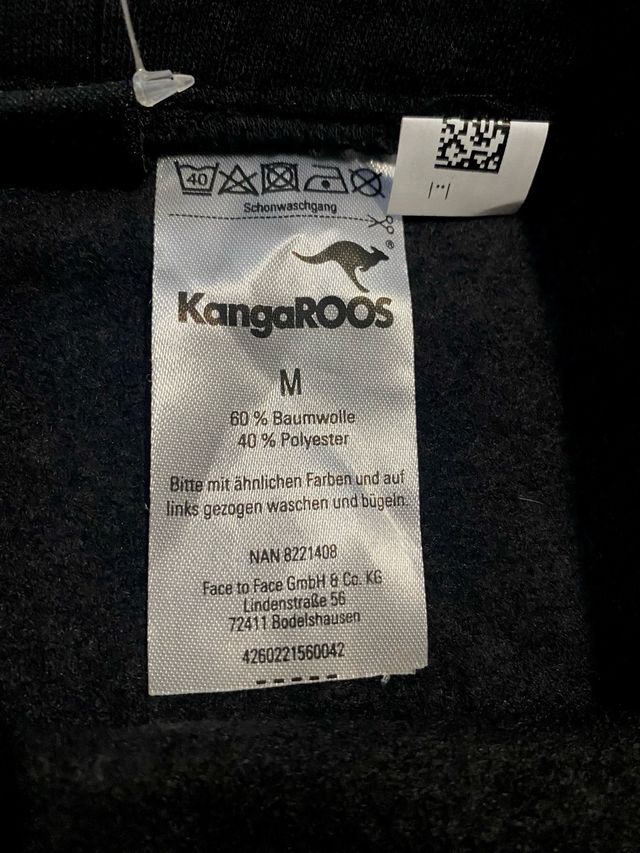 40
Schonwaschgang
®
KangaROOS
M
60 % Baumwolle
40 % Polyester
Bitte mit ähnlichen Farben und auf
links gezogen waschen und bügeln.
NAN 8221408
Face to Face GmbH & Co. KG
Lindenstraße 56
72411 Bodelshausen
4260221560042
|**|